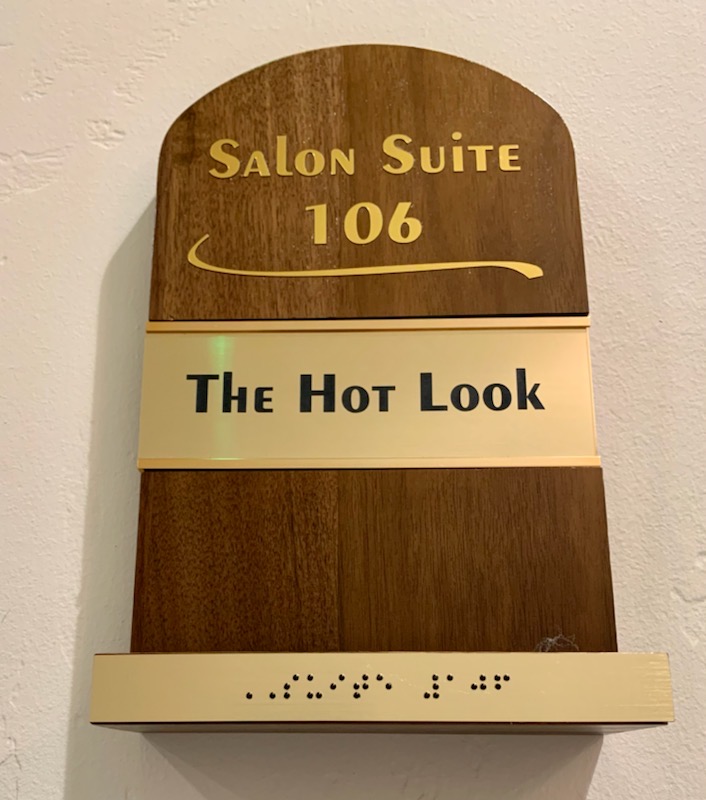 Salon Suite
106
The Hot Look
⠠⠠⠎⠥⠊⠞⠑ ⠼⠁⠚⠋